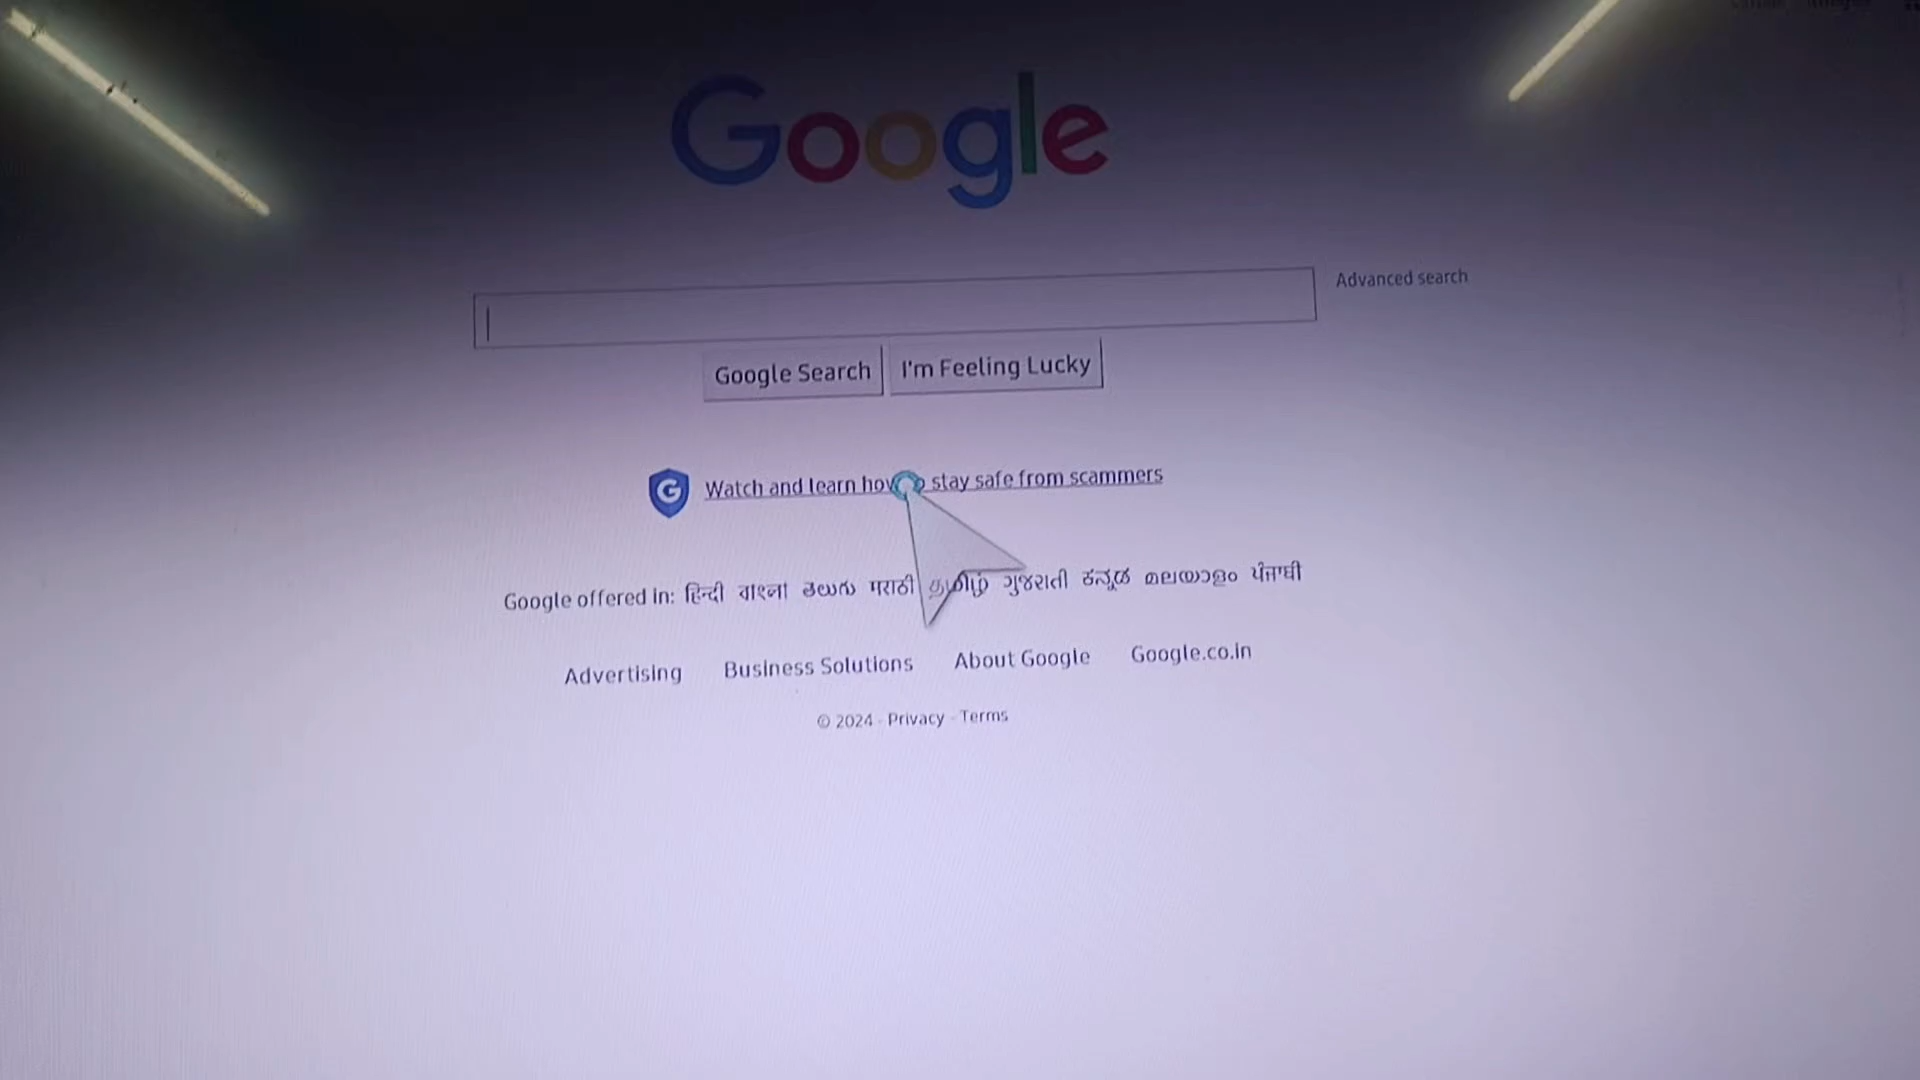 Google
Advanced search
Google Search I'm Feeling Lucky
G Watch and learn how to stay safe from scammers
Google offered in: हिन्दी বাংলা తెలుగు मराठी தமிழ் ગુજરાતી ಕನ್ನಡ മലയാളം ਪੰਜਾਬੀ
Advertising Business Solutions About Google Google.co.in
© 2024 - Privacy - Terms